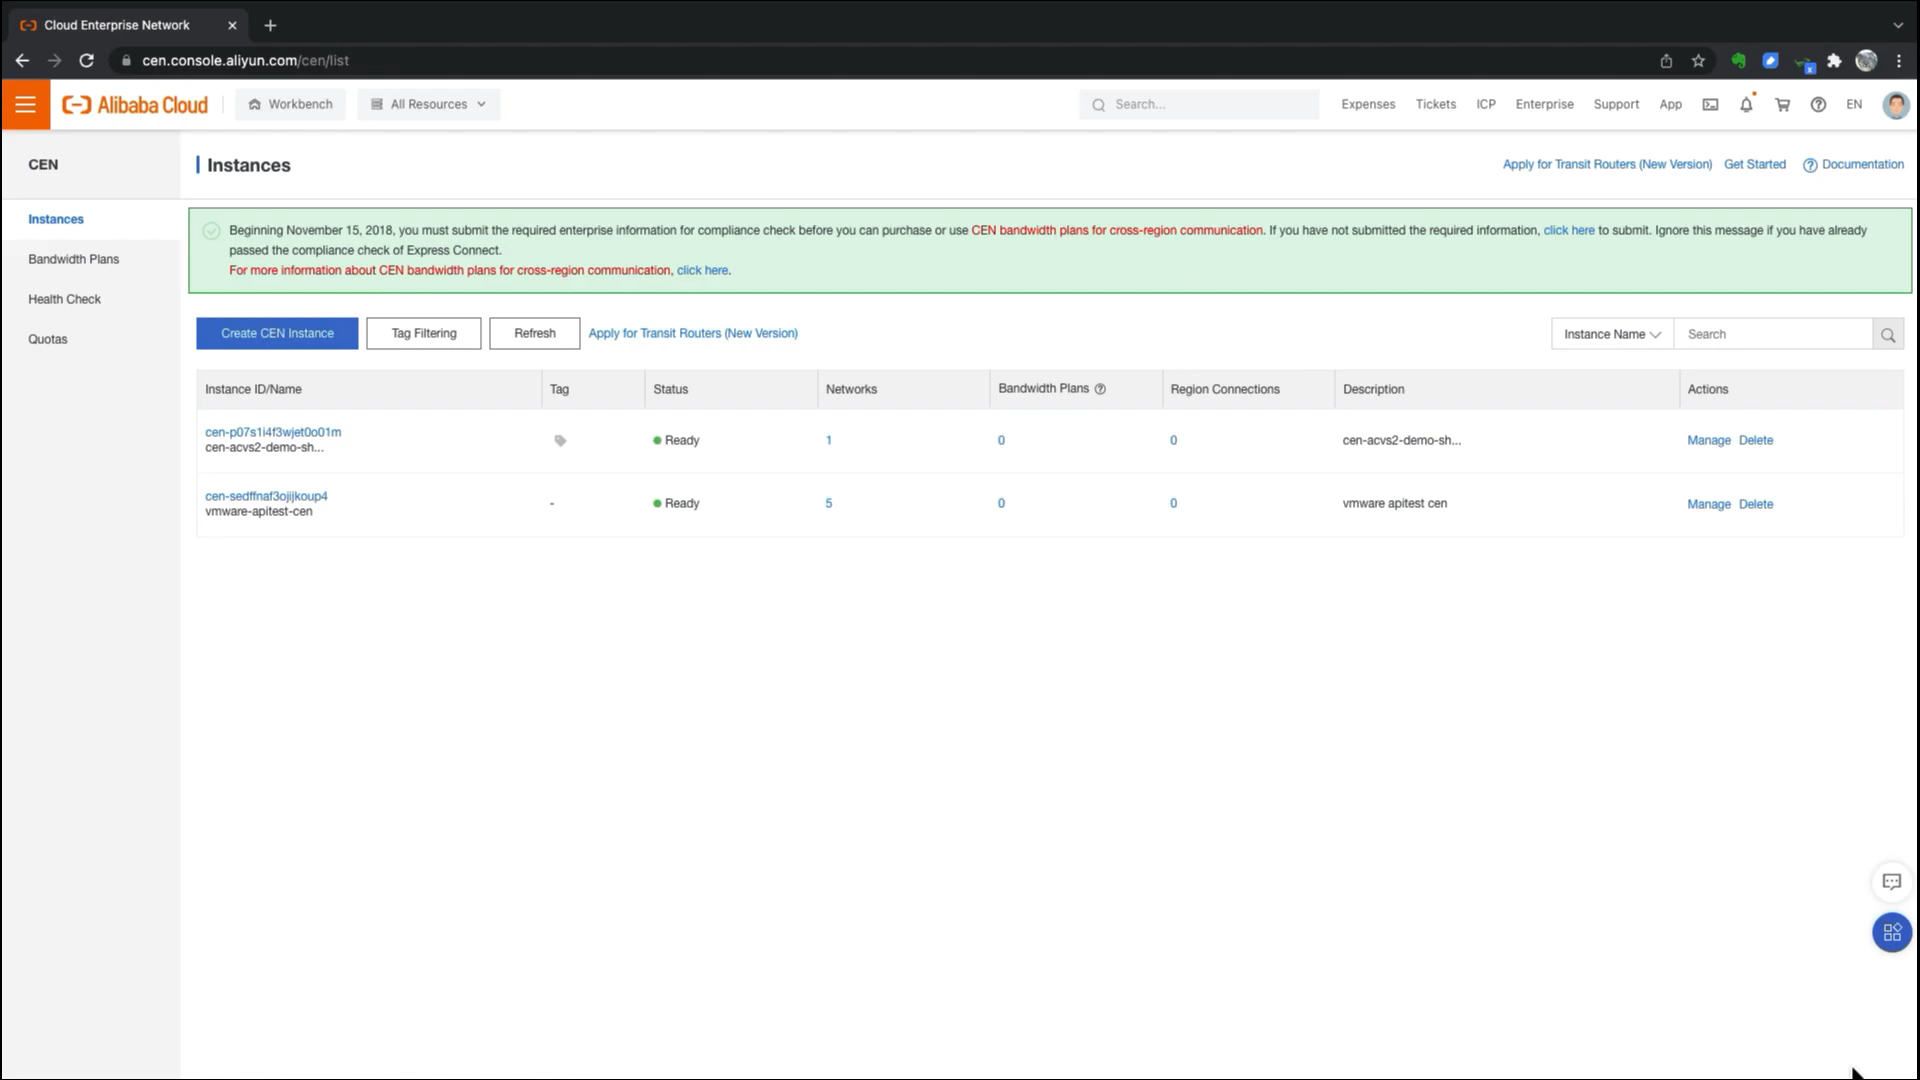 Cloud Enterprise Network
cen.console.aliyun.com/cen/list
Alibaba Cloud
Workbench
All Resources
Search...
Expenses
Tickets
ICP
Enterprise
Support
App
EN
CEN
Instances
Apply for Transit Routers (New Version)
Get Started
Documentation
Instances
Bandwidth Plans
Health Check
Quotas
Beginning November 15, 2018, you must submit the required enterprise information for compliance check before you can purchase or use CEN bandwidth plans for cross-region communication. If you have not submitted the required information, click here to submit. Ignore this message if you have already
passed the compliance check of Express Connect.
For more information about CEN bandwidth plans for cross-region communication, click here.
Create CEN Instance
Tag Filtering
Refresh
Apply for Transit Routers (New Version)
Instance Name
Search
Instance ID/Name
Tag
Status
Networks
Bandwidth Plans
Region Connections
Description
Actions
cen-p07s1i4f3wjet0o01m
cen-acvs2-demo-sh...
Ready
1
0
0
cen-acvs2-demo-sh...
Manage
Delete
cen-sedffnaf3ojijkoup4
vmware-apitest-cen
-
Ready
5
0
0
vmware apitest cen
Manage
Delete